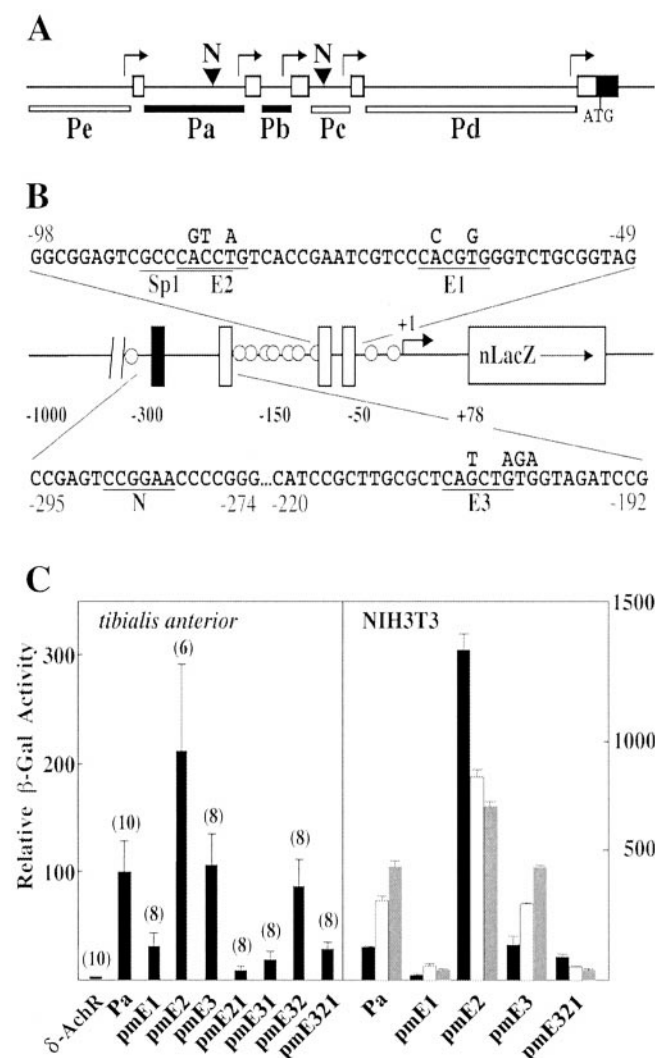 A
N N
Pe Pa Pb Pc Pd
ATG
B
GT A C G
-98 -49
GGCGGAGTCGCCCACCTGTCACCGAATCGTCCCACGTGGGTCTGCGGTAG
Sp1 E2 E1
+1
nLacZ
-1000 -300 -150 -50 +78
T AGA
CCGAGTCCGGAACCCCGGG...CATCCGCTTGCGCTCAGCTGTGGTAGATCCG
-295 N -274 -220 E3 -192
C
Relative β-Gal Activity
tibialis anterior
NIH3T3
300
200
100
1500
1000
500
(10) (10) (8) (6) (8) (8) (8) (8) (8)
δ-AchR Pa pmE1 pmE2 pmE3 pmE21 pmE31 pmE32 pmE321
Pa pmE1 pmE2 pmE3 pmE321